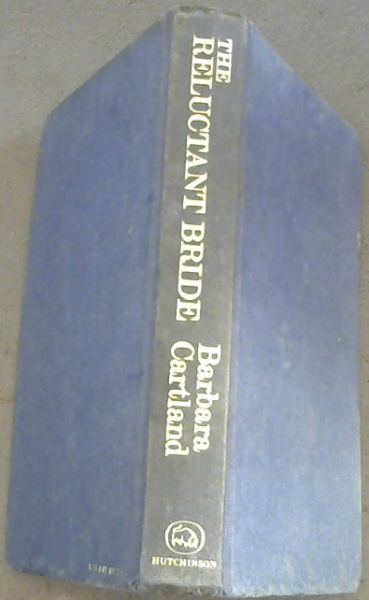 THE
RELUCTANT BRIDE
Barbara
Cartland
HUTCHINSON